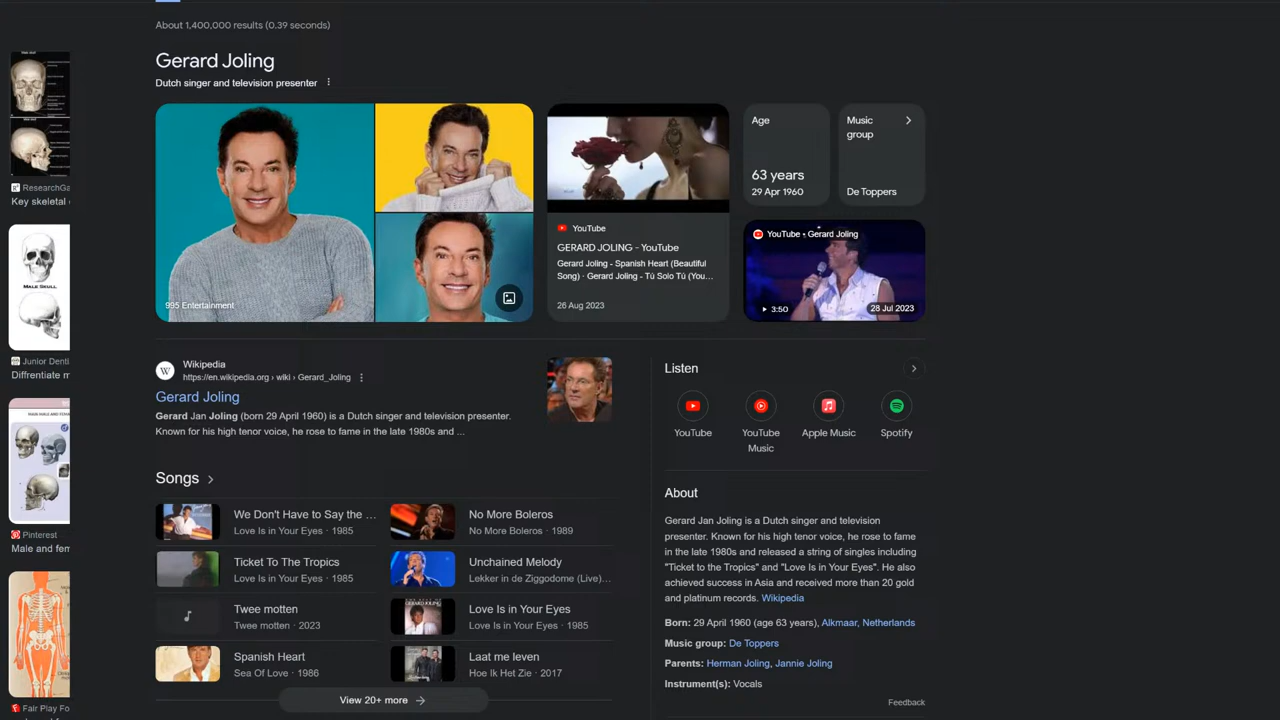 About 1,400,000 results (0.39 seconds)
Gerard Joling
Dutch singer and television presenter
995 Entertainment
YouTube
GERARD JOLING - YouTube
Gerard Joling - Spanish Heart (Beautiful
Song) · Gerard Joling - Tú Solo Tú (You...
26 Aug 2023
Age
63 years
29 Apr 1960
Music
group
De Toppers
YouTube • Gerard Joling
3:50
28 Jul 2023
ResearchGa
Key skeletal
MALE SKULL
Junior Denti
Diffrentiate m
Pinterest
Male and fem
Fair Play Fo
Wikipedia
https://en.wikipedia.org › wiki › Gerard_Joling
Gerard Joling
Gerard Jan Joling (born 29 April 1960) is a Dutch singer and television presenter.
Known for his high tenor voice, he rose to fame in the late 1980s and ...
Songs
We Don't Have to Say the ...
Love Is in Your Eyes · 1985
No More Boleros
No More Boleros · 1989
Ticket To The Tropics
Love Is in Your Eyes · 1985
Unchained Melody
Lekker in de Ziggodome (Live)...
Twee motten
Twee motten · 2023
Love Is in Your Eyes
Love Is in Your Eyes · 1985
Spanish Heart
Sea Of Love · 1986
Laat me leven
Hoe Ik Het Zie · 2017
View 20+ more
Listen
YouTube
YouTube
Music
Apple Music
Spotify
About
Gerard Jan Joling is a Dutch singer and television
presenter. Known for his high tenor voice, he rose to fame
in the late 1980s and released a string of singles including
"Ticket to the Tropics" and "Love Is in Your Eyes". He also
achieved success in Asia and received more than 20 gold
and platinum records. Wikipedia
Born: 29 April 1960 (age 63 years), Alkmaar, Netherlands
Music group: De Toppers
Parents: Herman Joling, Jannie Joling
Instrument(s): Vocals
Feedback